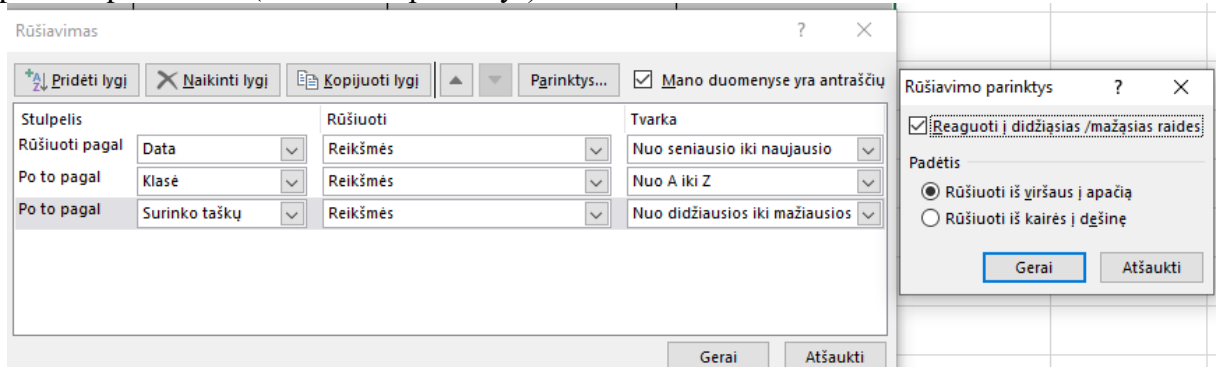 Rūšiavimas ?
Pridėti lygį Naikinti lygį Kopijuoti lygį Parinktys... Mano duomenyse yra antraščių
Stulpelis Rūšiuoti Tvarka
Rūšiuoti pagal Data Reikšmės Nuo seniausio iki naujausio
Po to pagal Klasė Reikšmės Nuo A iki Z
Po to pagal Surinko taškų Reikšmės Nuo didžiausios iki mažiausios
Gerai Atšaukti
Rūšiavimo parinktys ?
Reaguoti į didžiąsias /mažąsias raides
Padėtis
Rūšiuoti iš viršaus į apačią
Rūšiuoti iš kairės į dešinę
Gerai Atšaukti